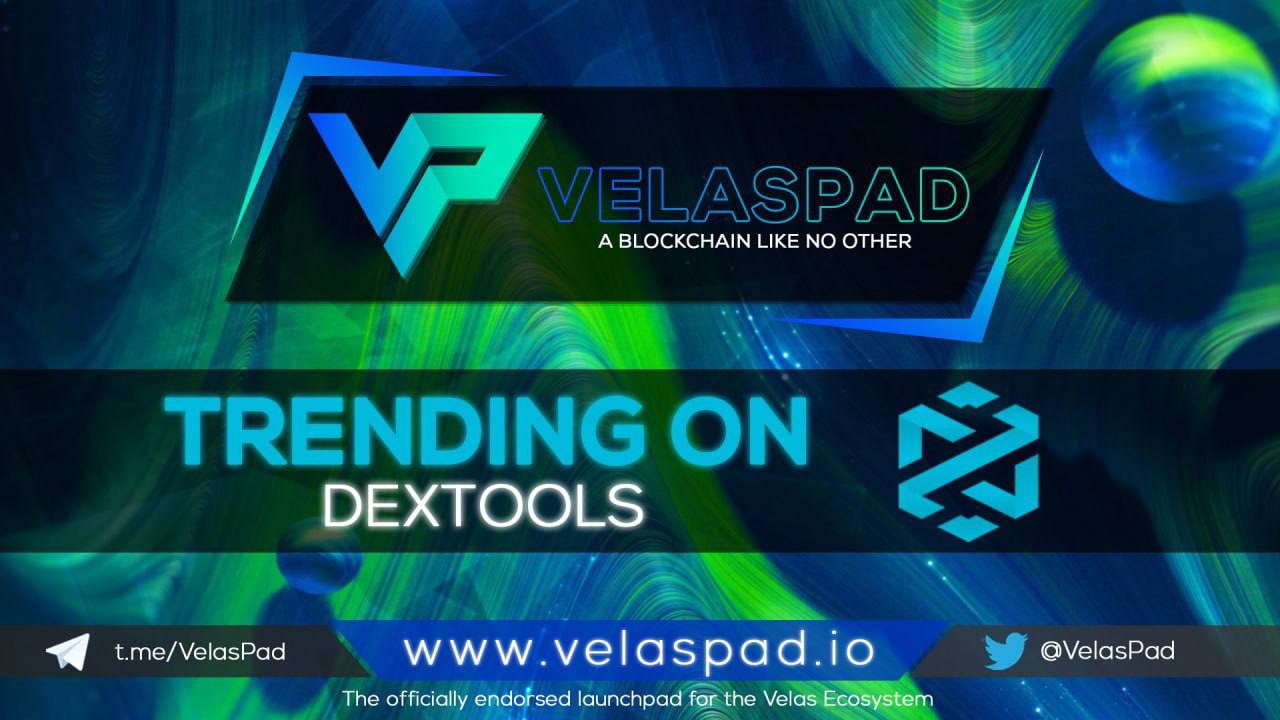 VP
VELASPAD
A BLOCKCHAIN LIKE NO OTHER
TRENDING ON
DEXTOOLS
t.me/VelasPad
www.velaspad.io
@VelasPad
The officially endorsed launchpad for the Velas Ecosystem